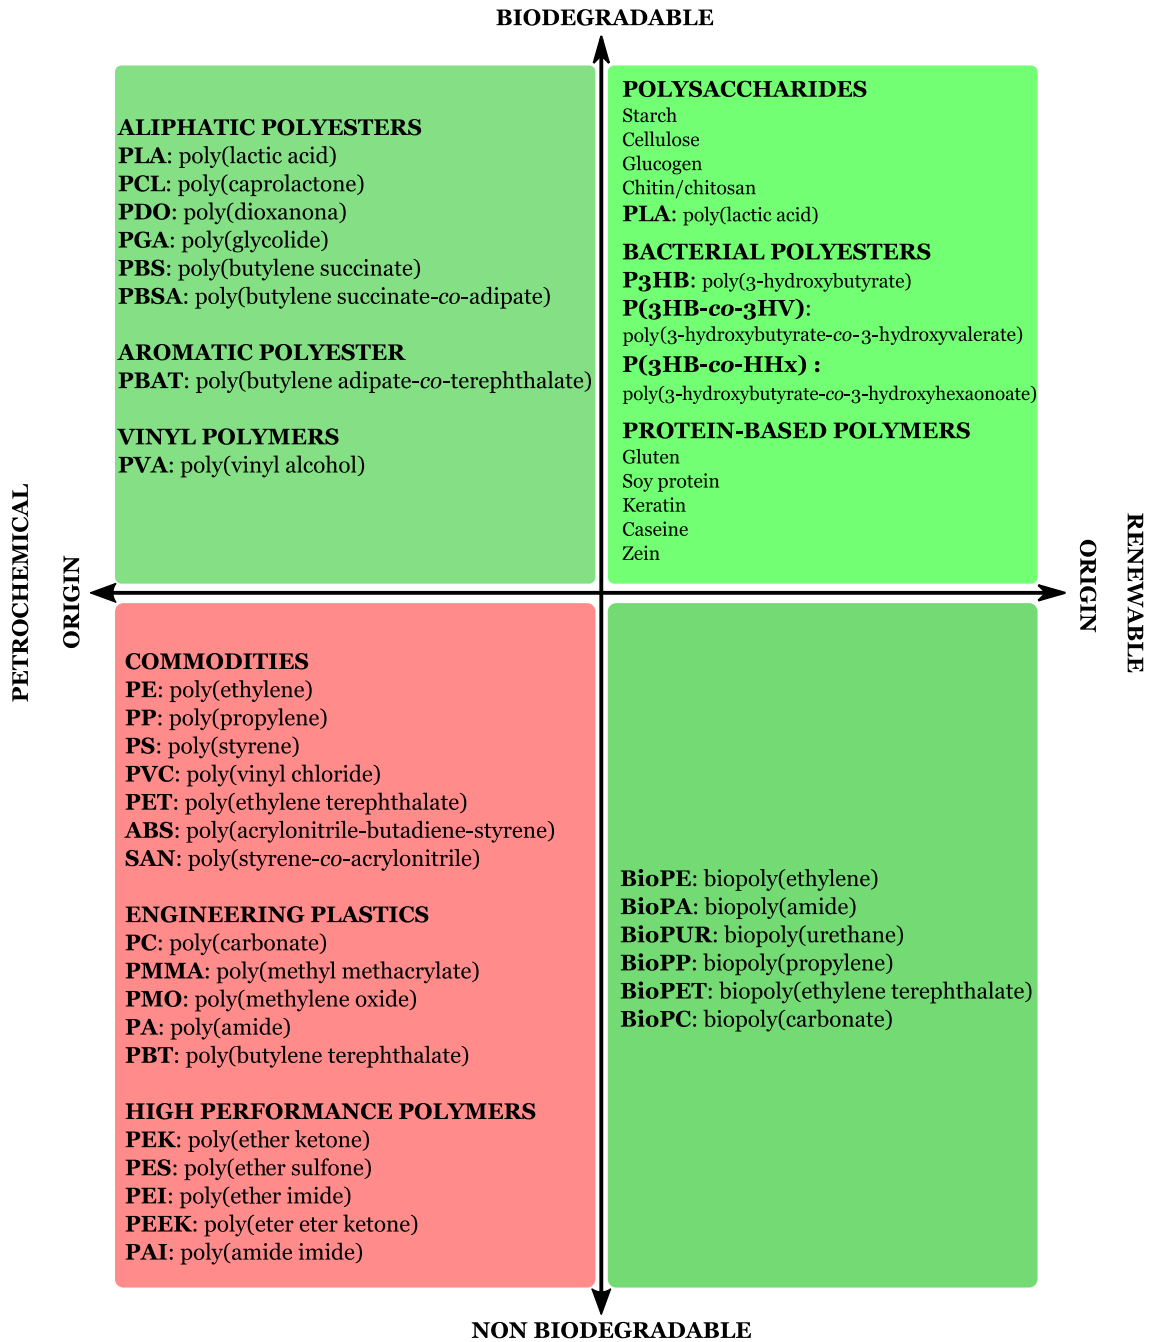 BIODEGRADABLE
ALIPHATIC POLYESTERS
PLA: poly(lactic acid)
PCL: poly(caprolactone)
PDO: poly(dioxanona)
PGA: poly(glycolide)
PBS: poly(butylene succinate)
PBSA: poly(butylene succinate-co-adipate)
AROMATIC POLYESTER
PBAT: poly(butylene adipate-co-terephthalate)
VINYL POLYMERS
PVA: poly(vinyl alcohol)
POLYSACCHARIDES
Starch
Cellulose
Glucogen
Chitin/chitosan
PLA: poly(lactic acid)
BACTERIAL POLYESTERS
P3HB: poly(3-hydroxybutyrate)
P(3HB-co-3HV):
poly(3-hydroxybutyrate-co-3-hydroxyvalerate)
P(3HB-co-HHx) :
poly(3-hydroxybutyrate-co-3-hydroxyhexaonoate)
PROTEIN-BASED POLYMERS
Gluten
Soy protein
Keratin
Caseine
Zein
PETROCHEMICAL
ORIGIN
RENEWABLE
ORIGIN
COMMODITIES
PE: poly(ethylene)
PP: poly(propylene)
PS: poly(styrene)
PVC: poly(vinyl chloride)
PET: poly(ethylene terephthalate)
ABS: poly(acrylonitrile-butadiene-styrene)
SAN: poly(styrene-co-acrylonitrile)
ENGINEERING PLASTICS
PC: poly(carbonate)
PMMA: poly(methyl methacrylate)
PMO: poly(methylene oxide)
PA: poly(amide)
PBT: poly(butylene terephthalate)
HIGH PERFORMANCE POLYMERS
PEK: poly(ether ketone)
PES: poly(ether sulfone)
PEI: poly(ether imide)
PEEK: poly(eter eter ketone)
PAI: poly(amide imide)
BioPE: biopoly(ethylene)
BioPA: biopoly(amide)
BioPUR: biopoly(urethane)
BioPP: biopoly(propylene)
BioPET: biopoly(ethylene terephthalate)
BioPC: biopoly(carbonate)
NON BIODEGRADABLE